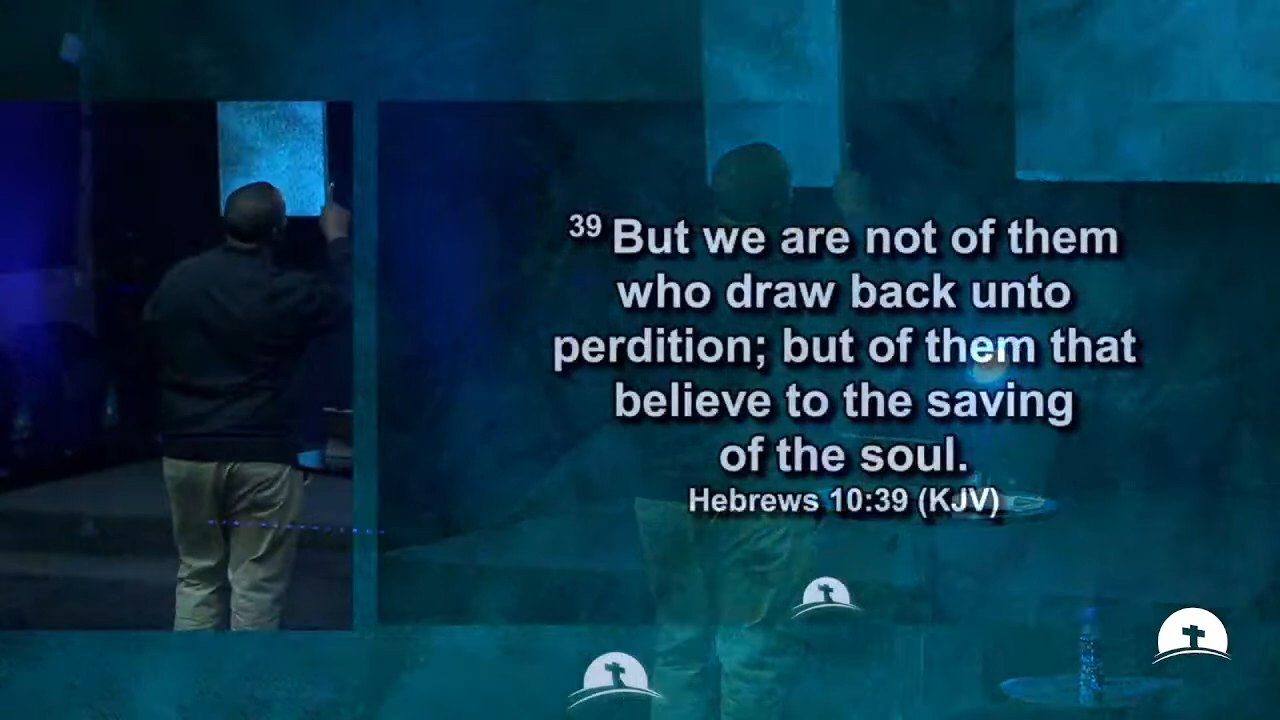 39 But we are not of them
who draw back unto
perdition; but of them that
believe to the saving
of the soul.
Hebrews 10:39 (KJV)